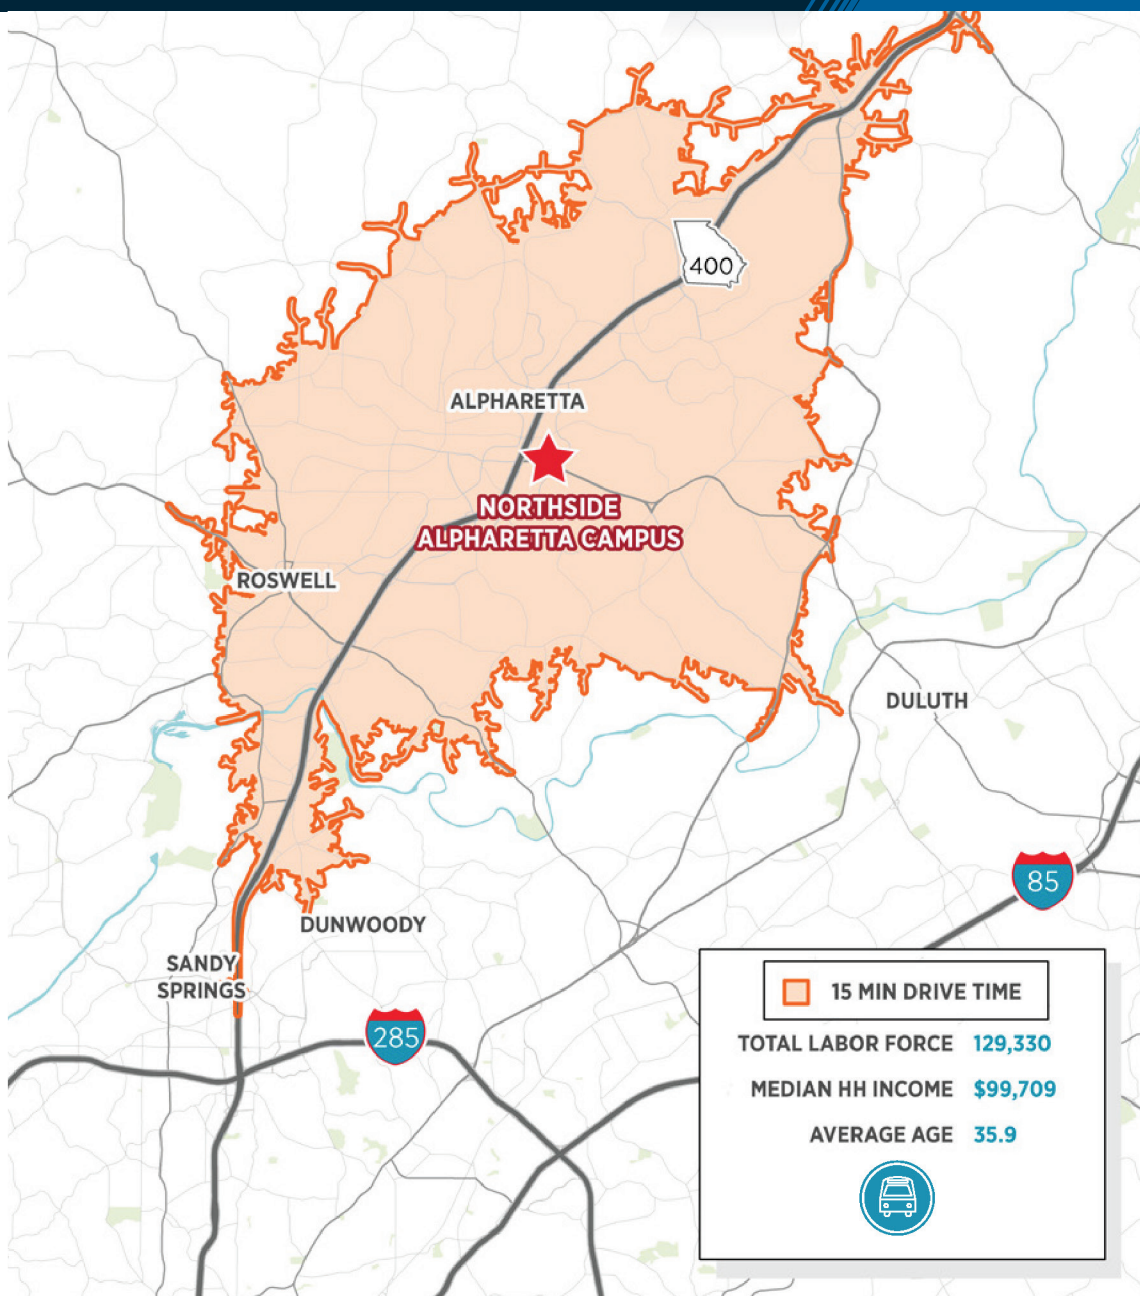 400
ALPHARETTA
NORTHSIDE
ALPHARETTA CAMPUS
ROSWELL
DULUTH
85
DUNWOODY
SANDY
SPRINGS
285
15 MIN DRIVE TIME
TOTAL LABOR FORCE 129,330
MEDIAN HH INCOME $99,709
AVERAGE AGE 35.9